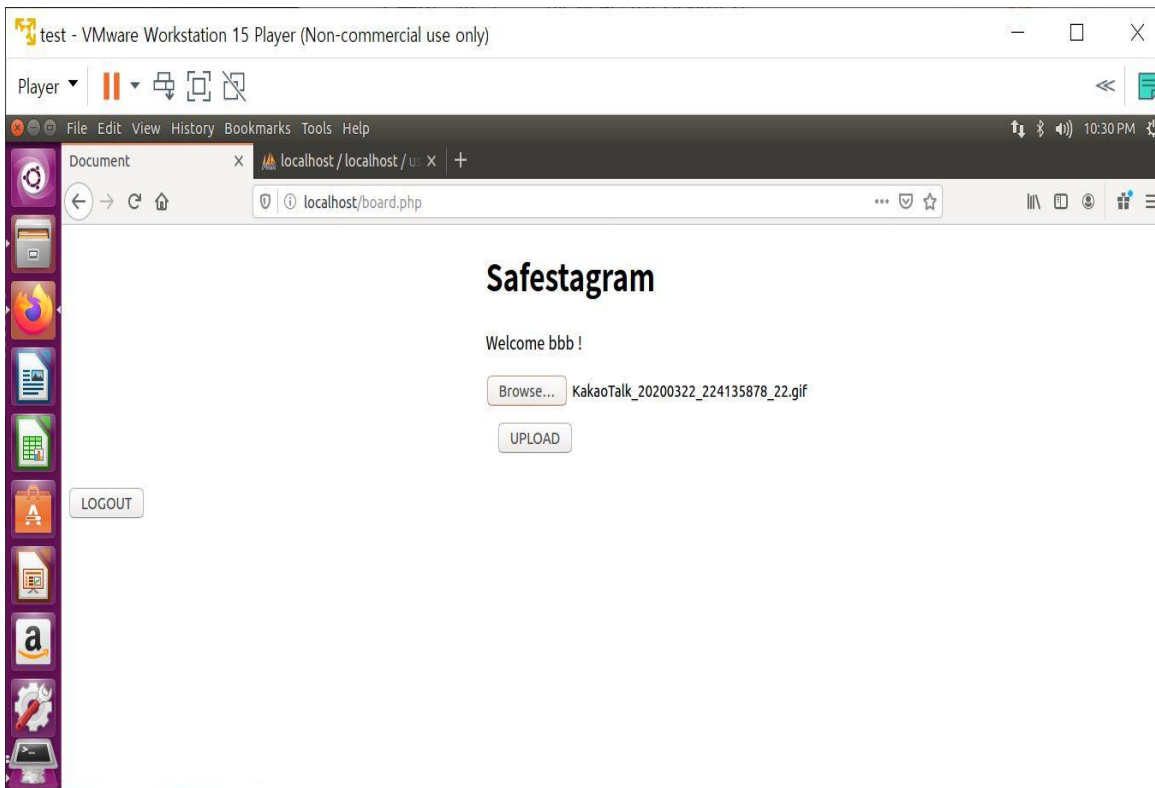 test - VMware Workstation 15 Player (Non-commercial use only)
Player
File Edit View History Bookmarks Tools Help
10:30 PM
Document
localhost / localhost / us
localhost/board.php
Safestagram
Welcome bbb !
Browse... KakaoTalk_20200322_224135878_22.gif
UPLOAD
LOGOUT